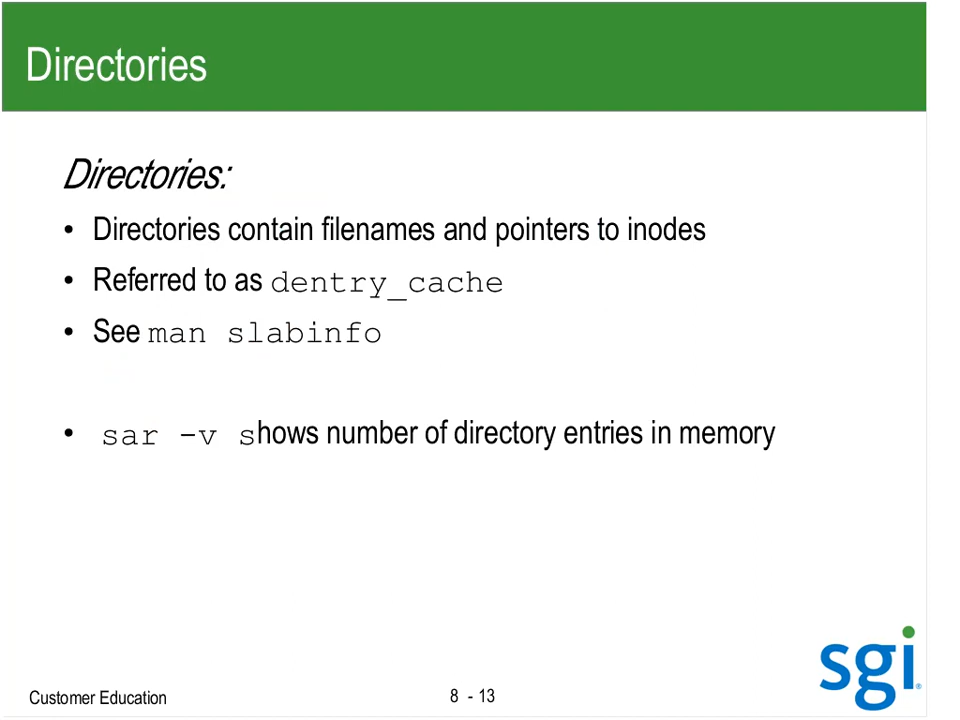 Directories
Directories:
• Directories contain filenames and pointers to inodes
• Referred to as dentry_cache
• See man slabinfo
• sar -v shows number of directory entries in memory
sgi®
Customer Education
8 - 13